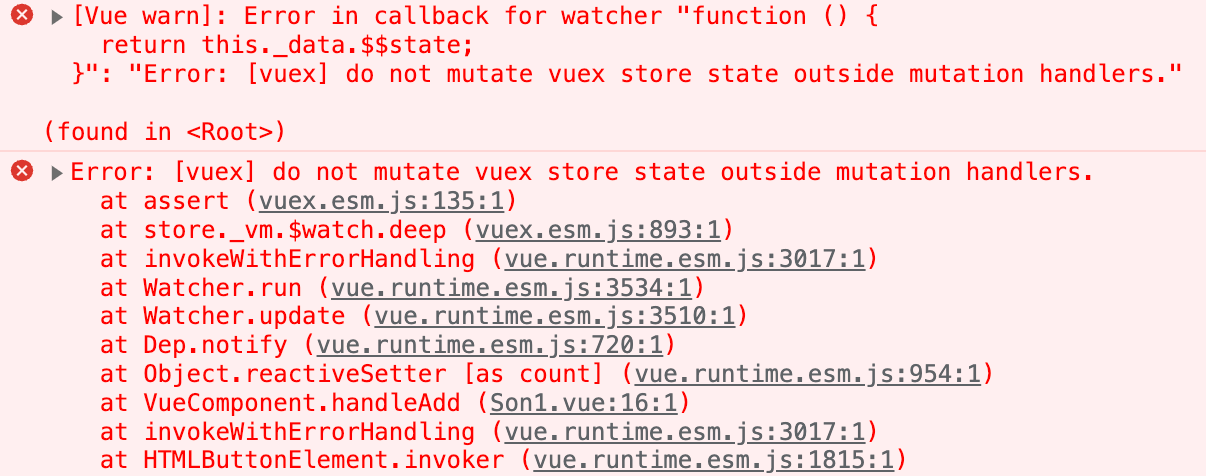 [Vue warn]: Error in callback for watcher "function () {
return this._data.$$state;
}": "Error: [vuex] do not mutate vuex store state outside mutation handlers."
(found in <Root>)
Error: [vuex] do not mutate vuex store state outside mutation handlers.
at assert (vuex.esm.js:135:1)
at store._vm.$watch.deep (vuex.esm.js:893:1)
at invokeWithErrorHandling (vue.runtime.esm.js:3017:1)
at Watcher.run (vue.runtime.esm.js:3534:1)
at Watcher.update (vue.runtime.esm.js:3510:1)
at Dep.notify (vue.runtime.esm.js:720:1)
at Object.reactiveSetter [as count] (vue.runtime.esm.js:954:1)
at VueComponent.handleAdd (Son1.vue:16:1)
at invokeWithErrorHandling (vue.runtime.esm.js:3017:1)
at HTMLButtonElement.invoker (vue.runtime.esm.js:1815:1)